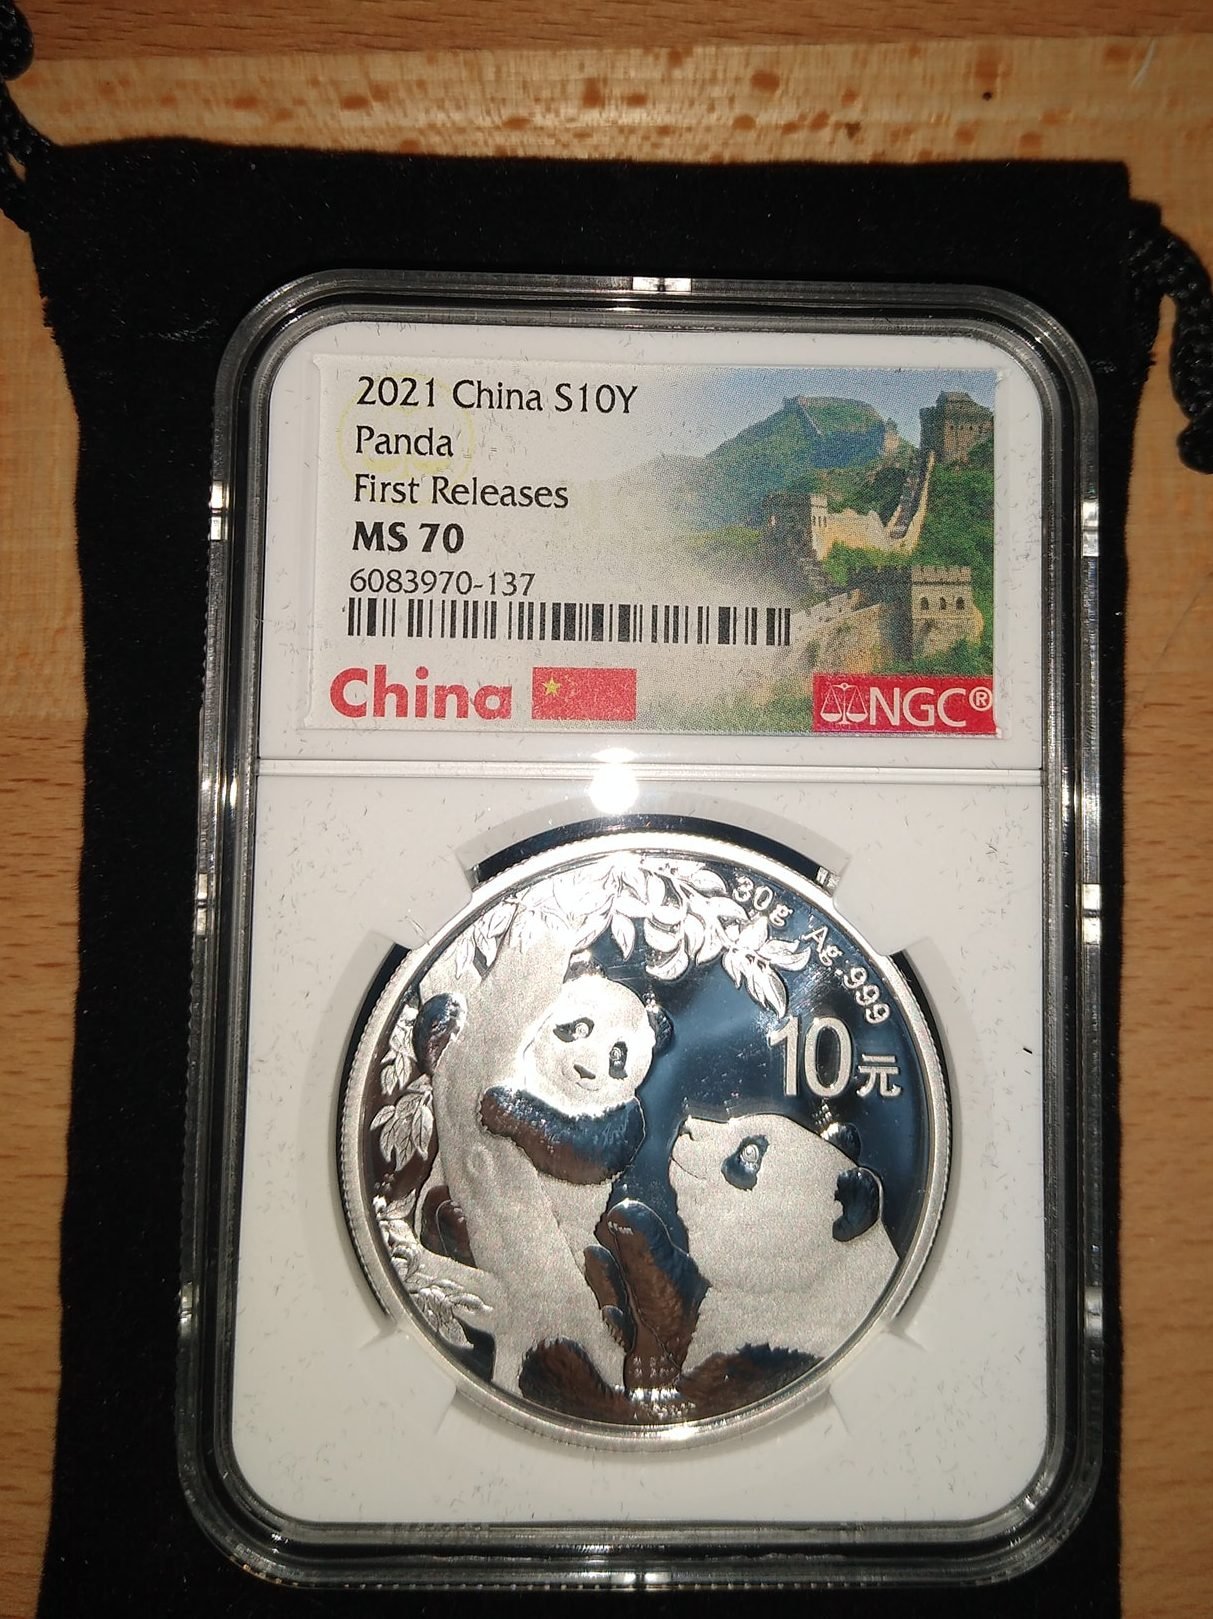 2021 China S10Y
Panda
First Releases
MS 70
6083970-137
China
NGC®
30g Ag.999
10元